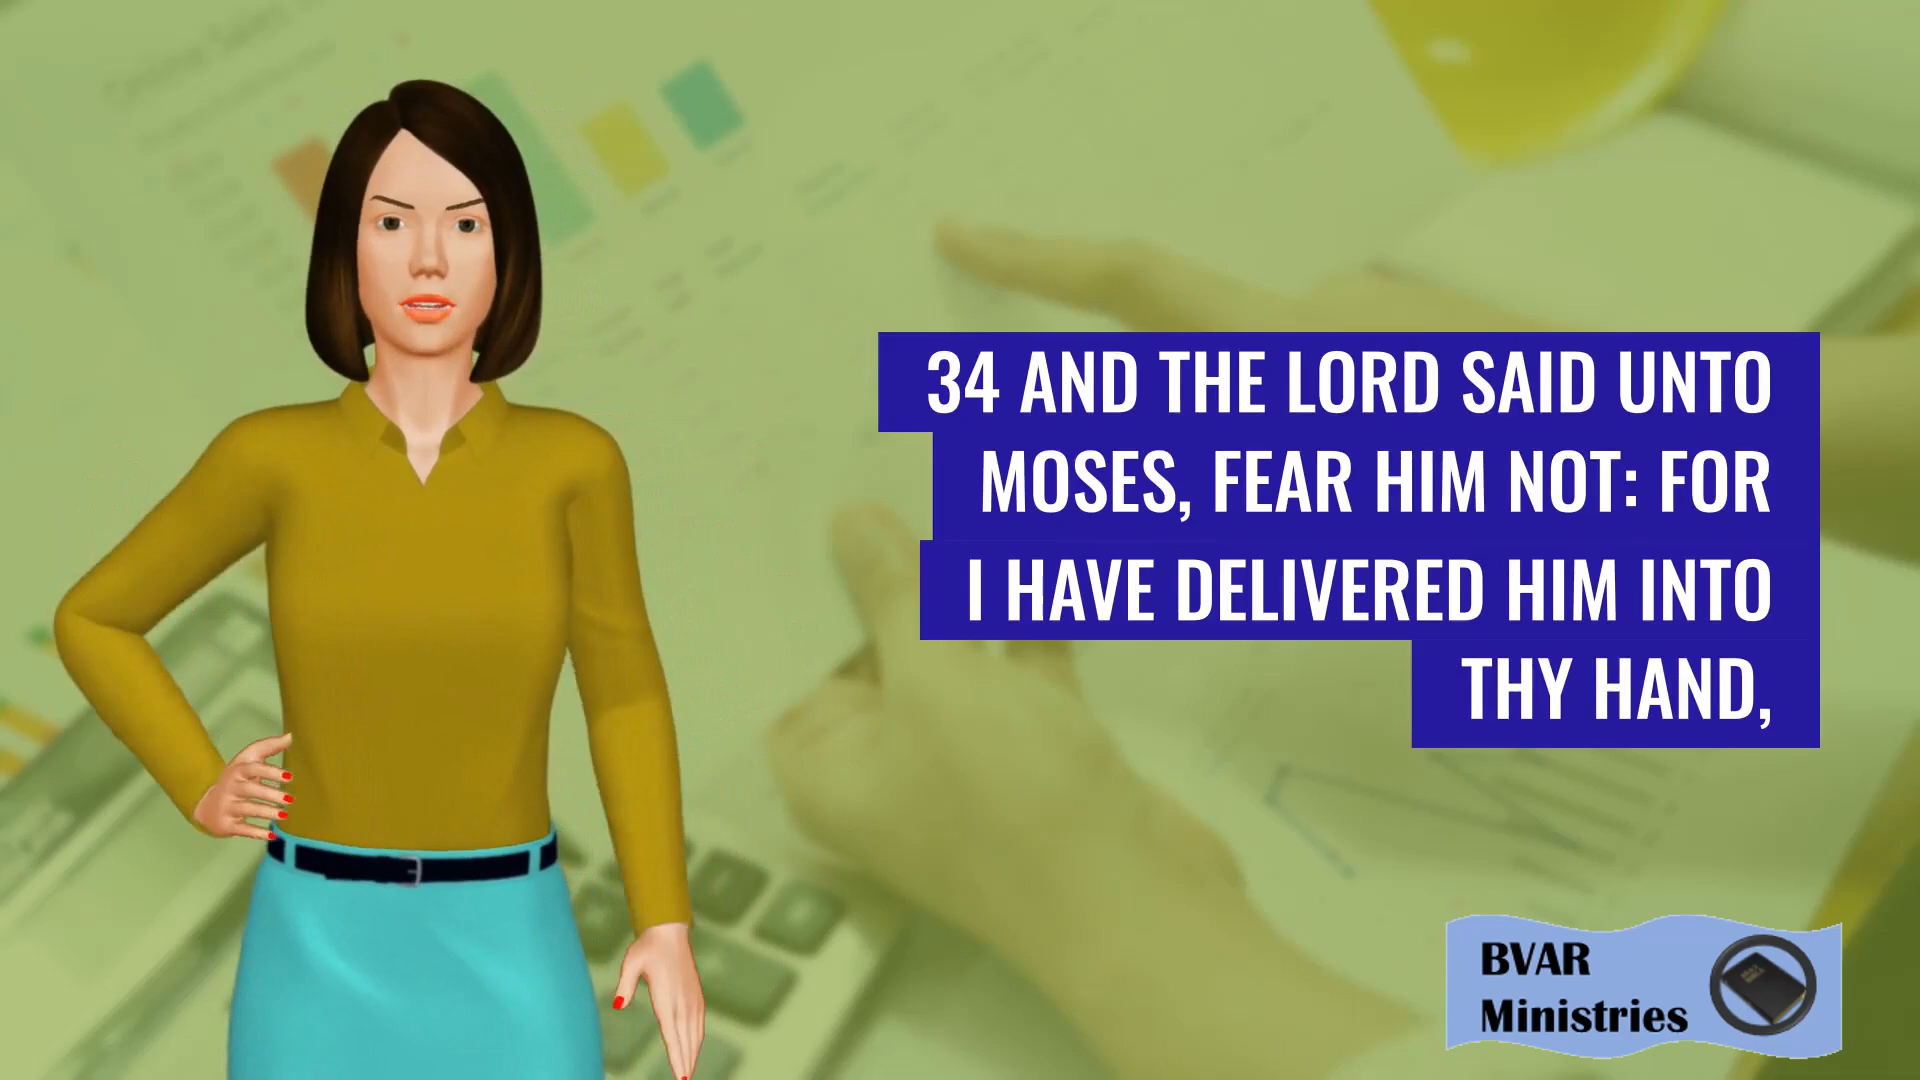 34 AND THE LORD SAID UNTO
MOSES, FEAR HIM NOT: FOR
I HAVE DELIVERED HIM INTO
THY HAND,
BVAR
Ministries